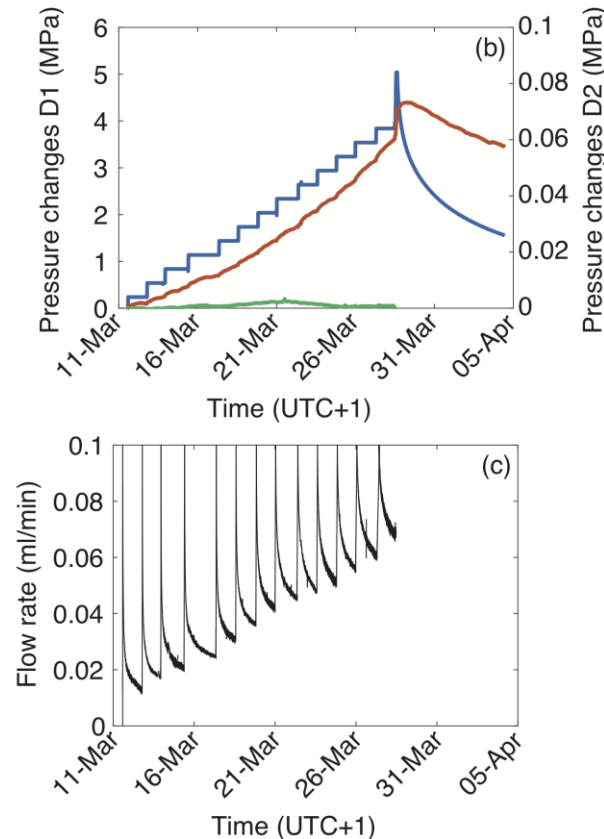 (b)
Pressure changes D1 (MPa)
6
5
4
3
2
1
0
Pressure changes D2 (MPa)
0.1
0.08
0.06
0.04
0.02
0
11-Mar
16-Mar
21-Mar
26-Mar
31-Mar
05-Apr
Time (UTC+1)
(c)
Flow rate (ml/min)
0.1
0.08
0.06
0.04
0.02
0
11-Mar
16-Mar
21-Mar
26-Mar
31-Mar
05-Apr
Time (UTC+1)